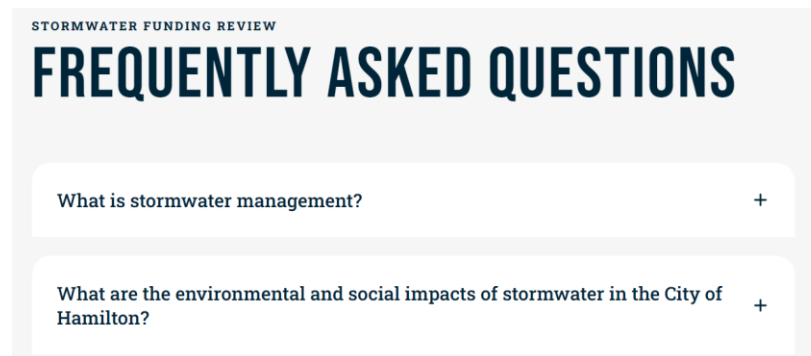 STORMWATER FUNDING REVIEW
FREQUENTLY ASKED QUESTIONS
What is stormwater management?
What are the environmental and social impacts of stormwater in the City of
Hamilton?